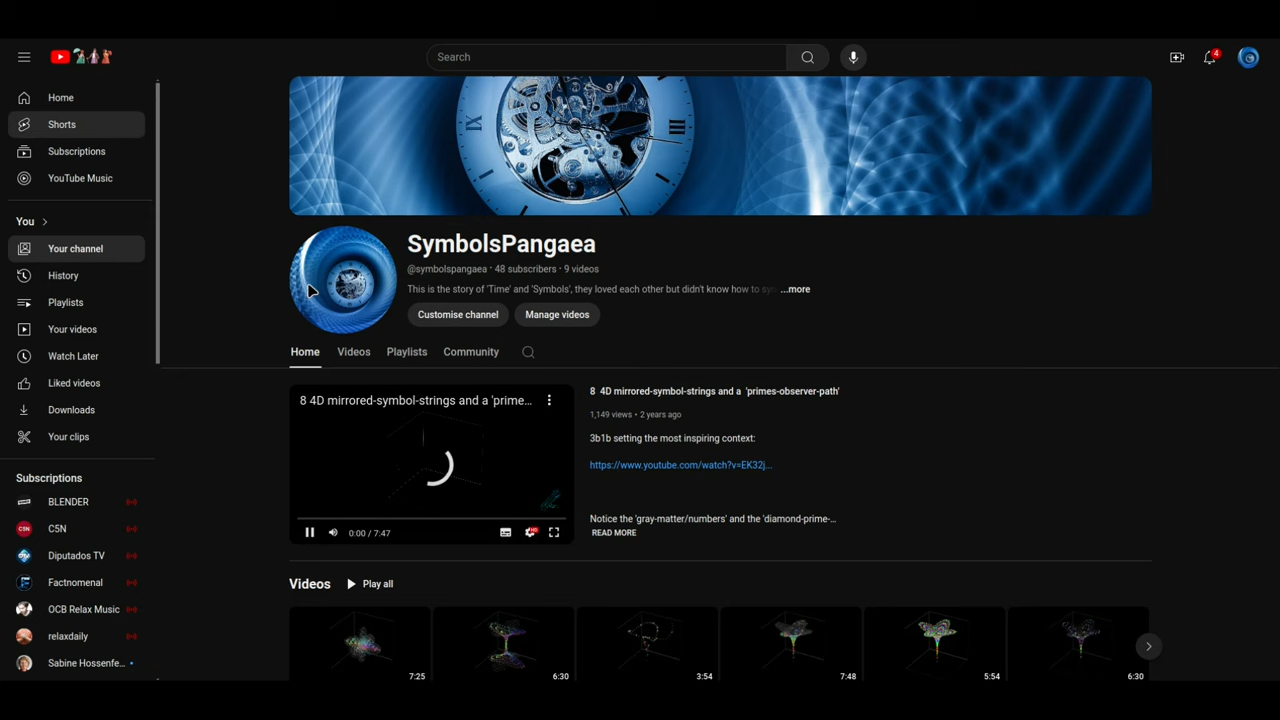 Search
4
Home
Shorts
Subscriptions
YouTube Music
You
Your channel
History
Playlists
Your videos
Watch Later
Liked videos
Downloads
Your clips
Subscriptions
BLENDER
C5N
Diputados TV
Factnomenal
OCB Relax Music
relaxdaily
Sabine Hossenfe...
IX
III
SymbolsPangaea
@symbolspangaea • 48 subscribers • 9 videos
This is the story of 'Time' and 'Symbols', they loved each other but didn't know how to ...more
Customise channel
Manage videos
Home
Videos
Playlists
Community
8 4D mirrored-symbol-strings and a 'prime...
0:00 / 7:47
HD
8 4D mirrored-symbol-strings and a 'primes-observer-path'
1,149 views • 2 years ago
3b1b setting the most inspiring context:
https://www.youtube.com/watch?v=EK32j...
Notice the 'gray-matter/numbers' and the 'diamond-prime-...
READ MORE
Videos
Play all
7:25
6:30
3:54
7:48
5:54
6:30